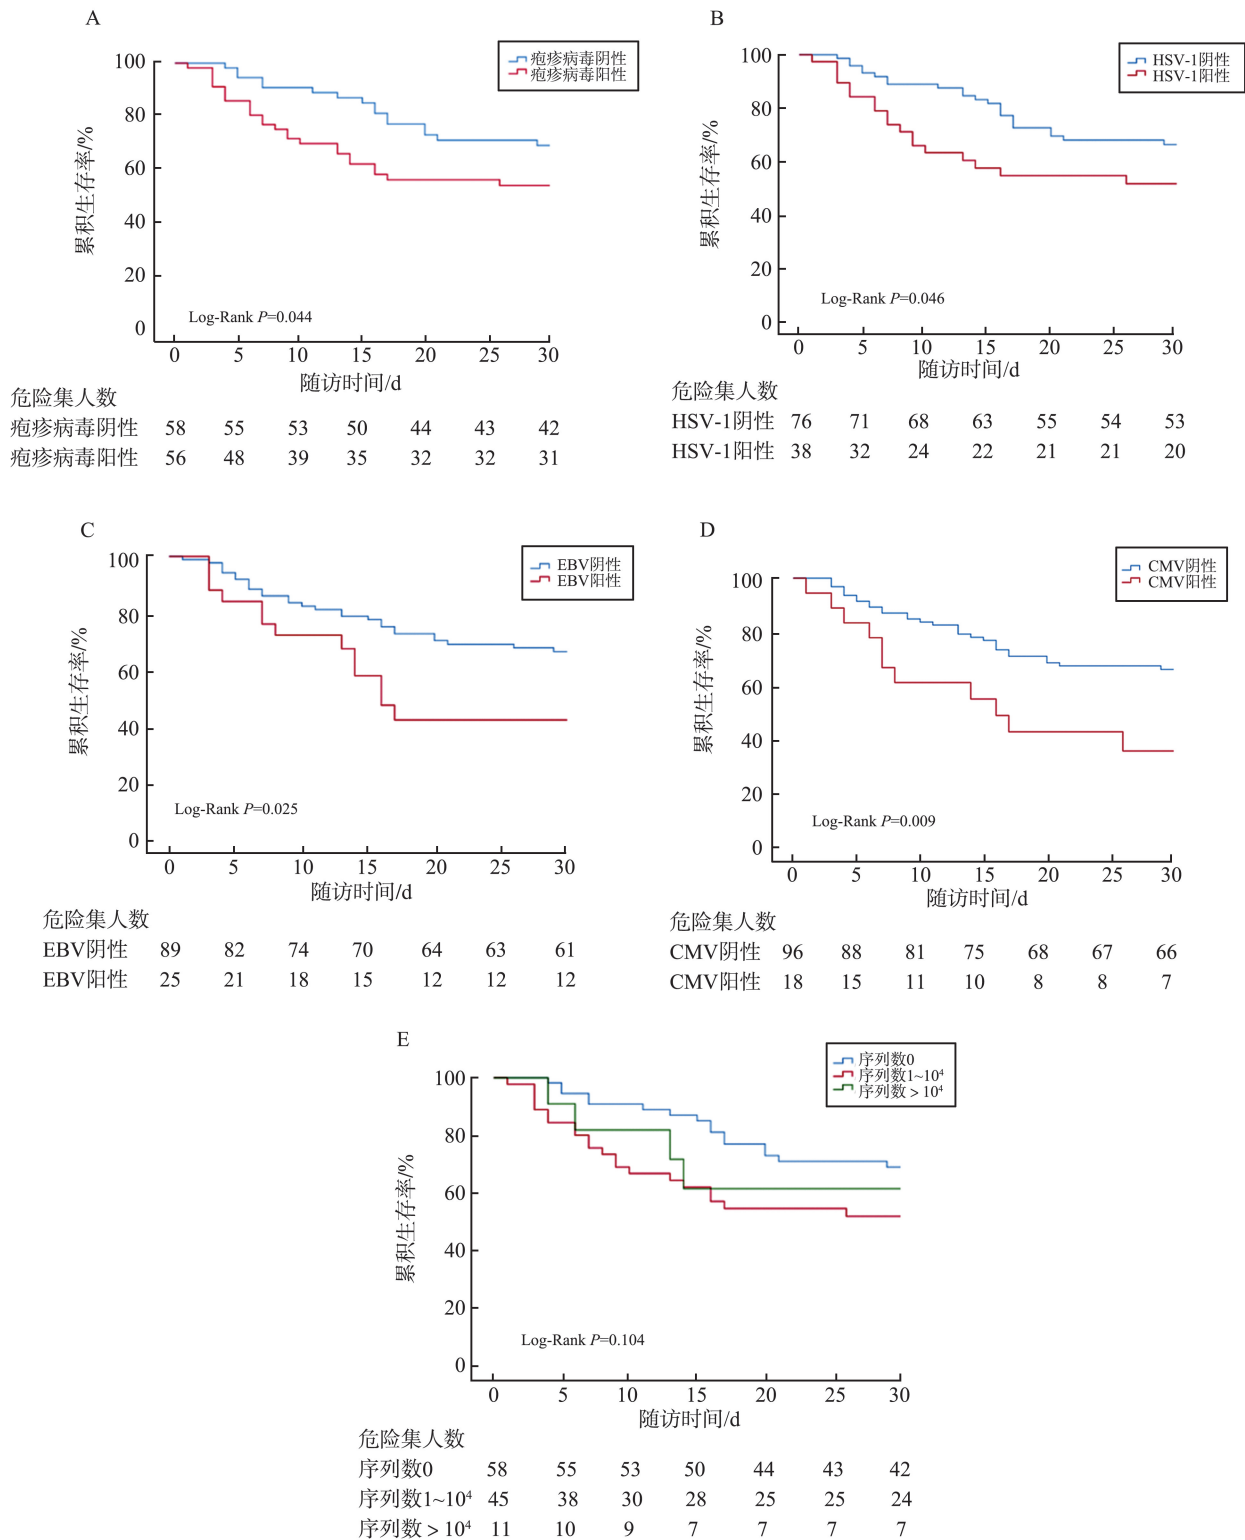 A
疱疹病毒阴性
疱疹病毒阳性
100
80
60
40
20
0
累积生存率/%
Log-Rank P=0.044
0 5 10 15 20 25 30
随访时间/d
危险集人数
疱疹病毒阴性 58 55 53 50 44 43 42
疱疹病毒阳性 56 48 39 35 32 32 31
B
HSV-1阴性
HSV-1阳性
100
80
60
40
20
0
累积生存率/%
Log-Rank P=0.046
0 5 10 15 20 25 30
随访时间/d
危险集人数
HSV-1阴性 76 71 68 63 55 54 53
HSV-1阳性 38 32 24 22 21 21 20
C
EBV阴性
EBV阳性
100
80
60
40
20
0
累积生存率/%
Log-Rank P=0.025
0 5 10 15 20 25 30
随访时间/d
危险集人数
EBV阴性 89 82 74 70 64 63 61
EBV阳性 25 21 18 15 12 12 12
D
CMV阴性
CMV阳性
100
80
60
40
20
0
累积生存率/%
Log-Rank P=0.009
0 5 10 15 20 25 30
随访时间/d
危险集人数
CMV阴性 96 88 81 75 68 67 66
CMV阳性 18 15 11 10 8 8 7
E
序列数0
序列数1~10⁴
序列数＞10⁴
100
80
60
40
20
0
累积生存率/%
Log-Rank P=0.104
0 5 10 15 20 25 30
随访时间/d
危险集人数
序列数0 58 55 53 50 44 43 42
序列数1~10⁴ 45 38 30 28 25 25 24
序列数＞10⁴ 11 10 9 7 7 7 7